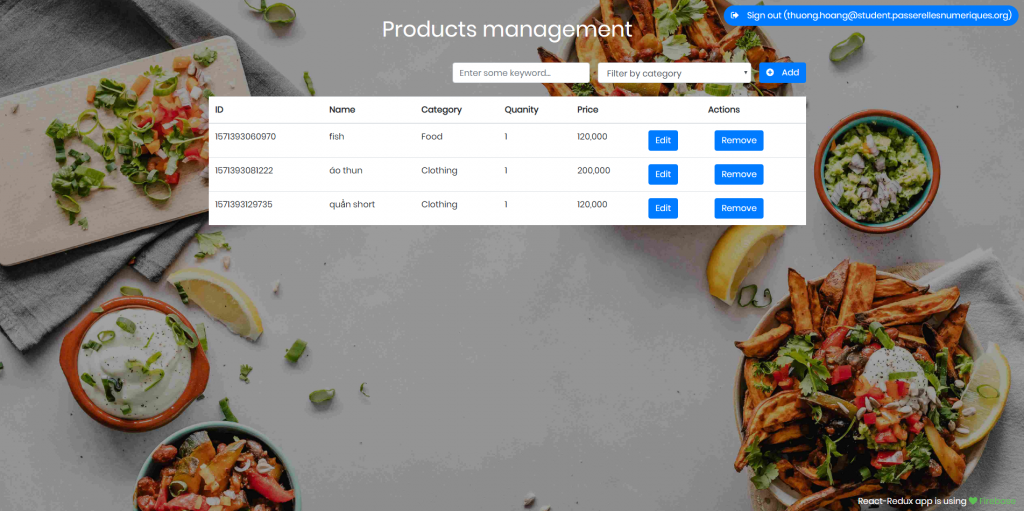 Sign out (thuong.hoang@student.passerellesnumeriques.org)
Products management
Enter some keyword... Filter by category Add
ID Name Category Quanity Price Actions
1571393060970 fish Food 1 120,000 Edit Remove
1571393081222 áo thun Clothing 1 200,000 Edit Remove
1571393129735 quần short Clothing 1 120,000 Edit Remove
React-Redux app is using Firebase